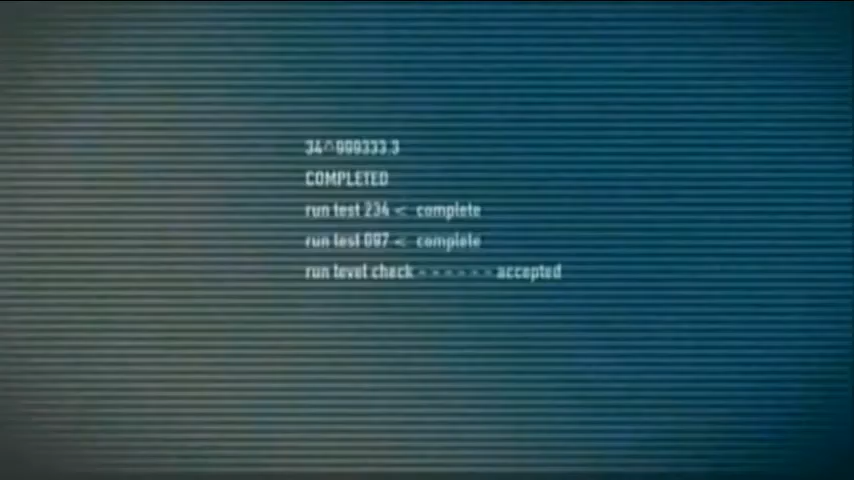 34^999333.3
COMPLETED
run test 234 < complete
run test 097 < complete
run level check - - - - - - accepted